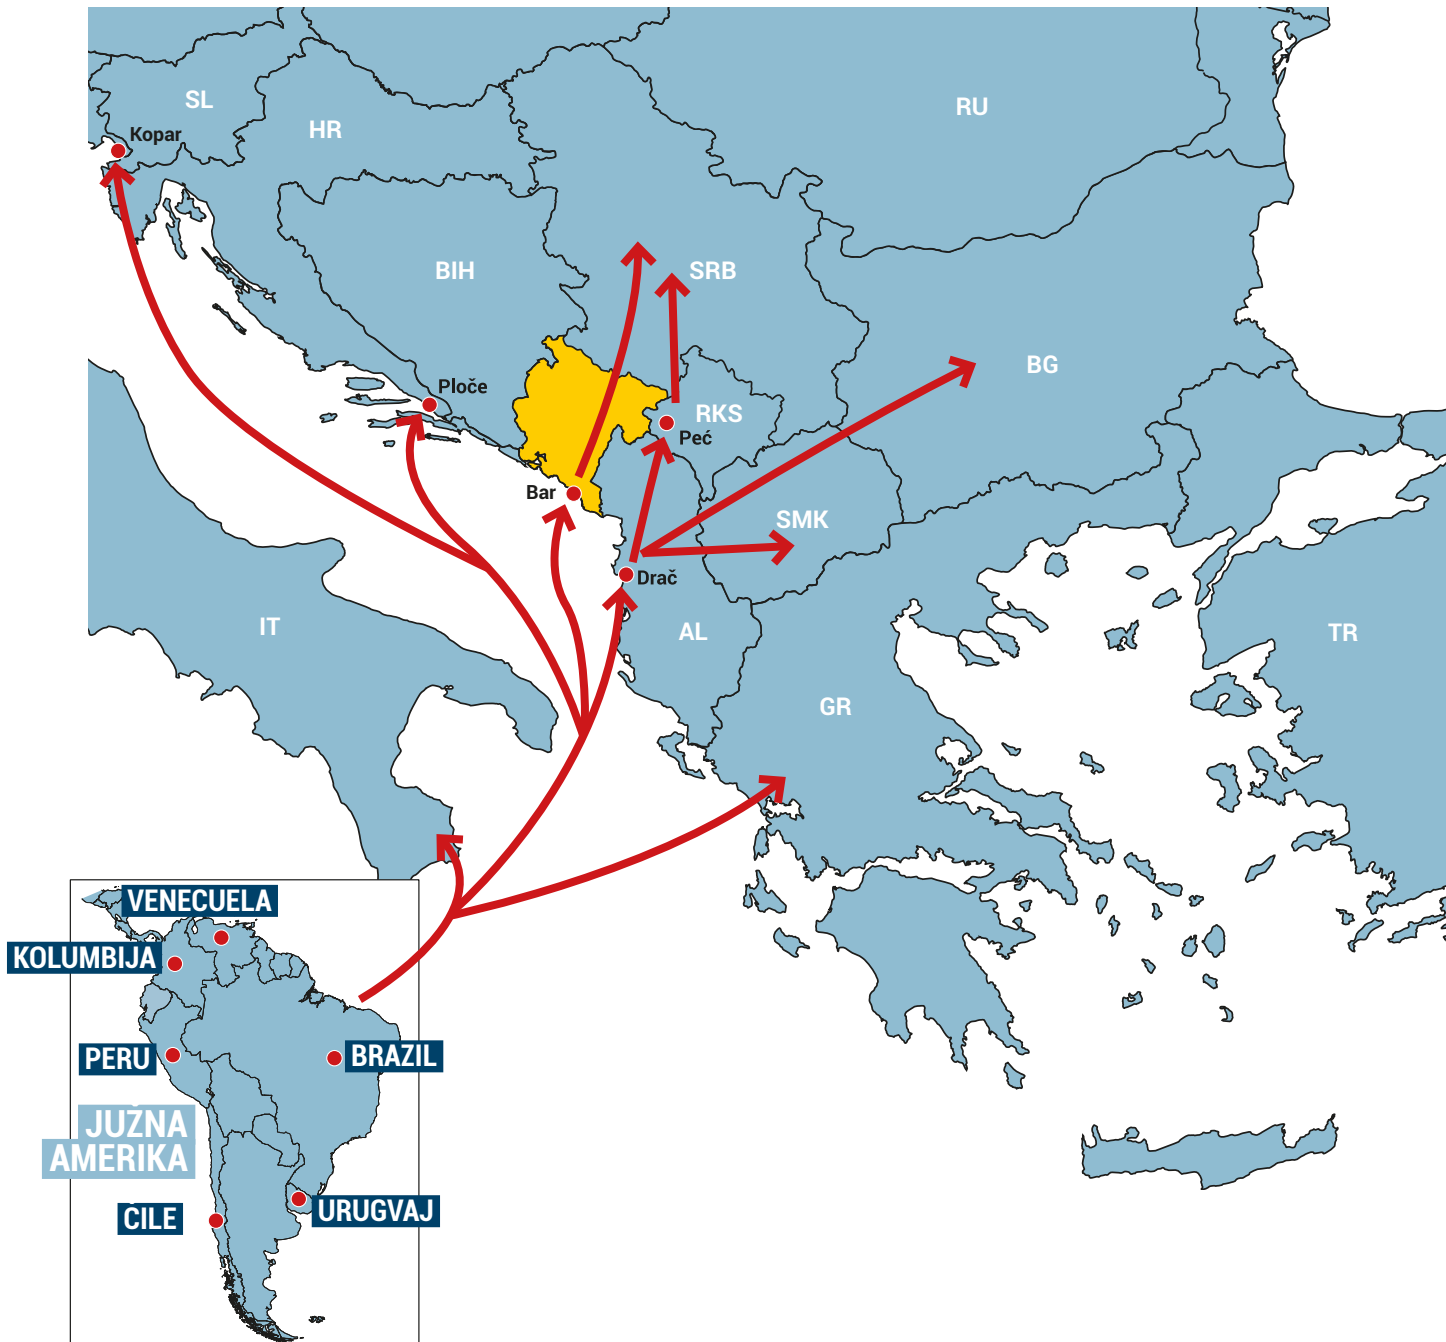 SL
Kopar
HR
RU
BIH
SRB
BG
Ploče
RKS
Peć
Bar
SMK
Drač
IT
AL
TR
GR
VENECUELA
KOLUMBIJA
PERU
BRAZIL
JUŽNA
AMERIKA
ČILE
URUGVAJ